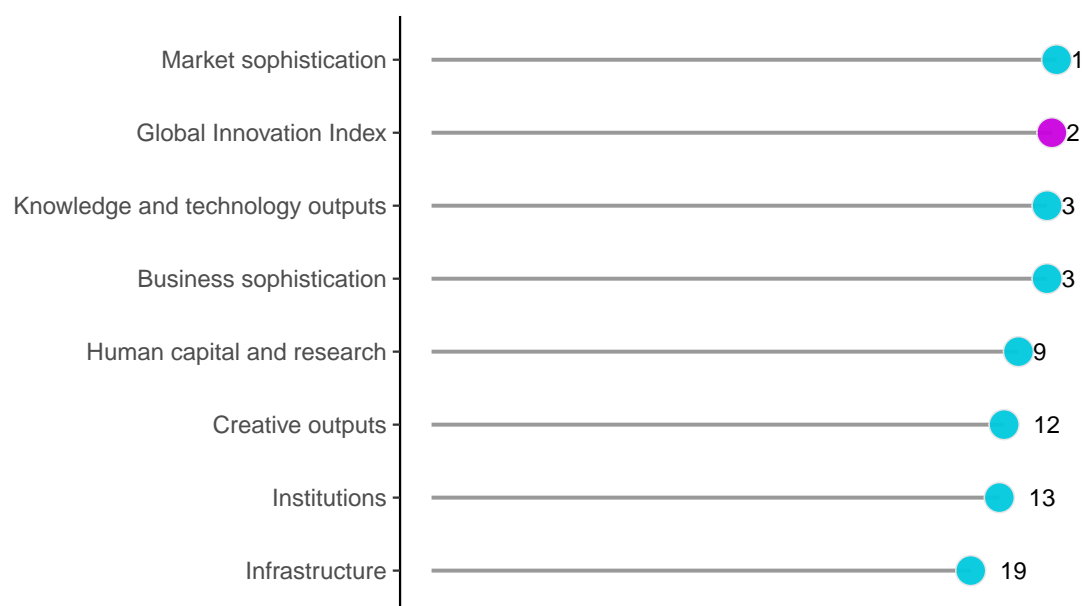 Market sophistication 1
Global Innovation Index 2
Knowledge and technology outputs 3
Business sophistication 3
Human capital and research 9
Creative outputs 12
Institutions 13
Infrastructure 19